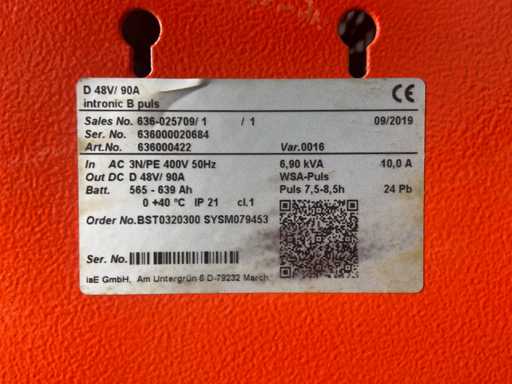 D 48V/ 90A
intronic B puls
CE
Sales No. 636-025709/ 1 / 1 09/2019
Ser. No. 636000020684
Art.No. 636000422 Var.0016
In AC 3N/PE 400V 50Hz 6,90 kVA 10,0 A
Out DC D 48V/ 90A WSA-Puls
Batt. 565 - 639 Ah Puls 7,5-8,5h 24 Pb
0 +40 °C IP 21 cl.1
Order No.BST0320300 SYSM079453
Ser. No.
iaE GmbH, Am Untergrün 6 D-79232 March